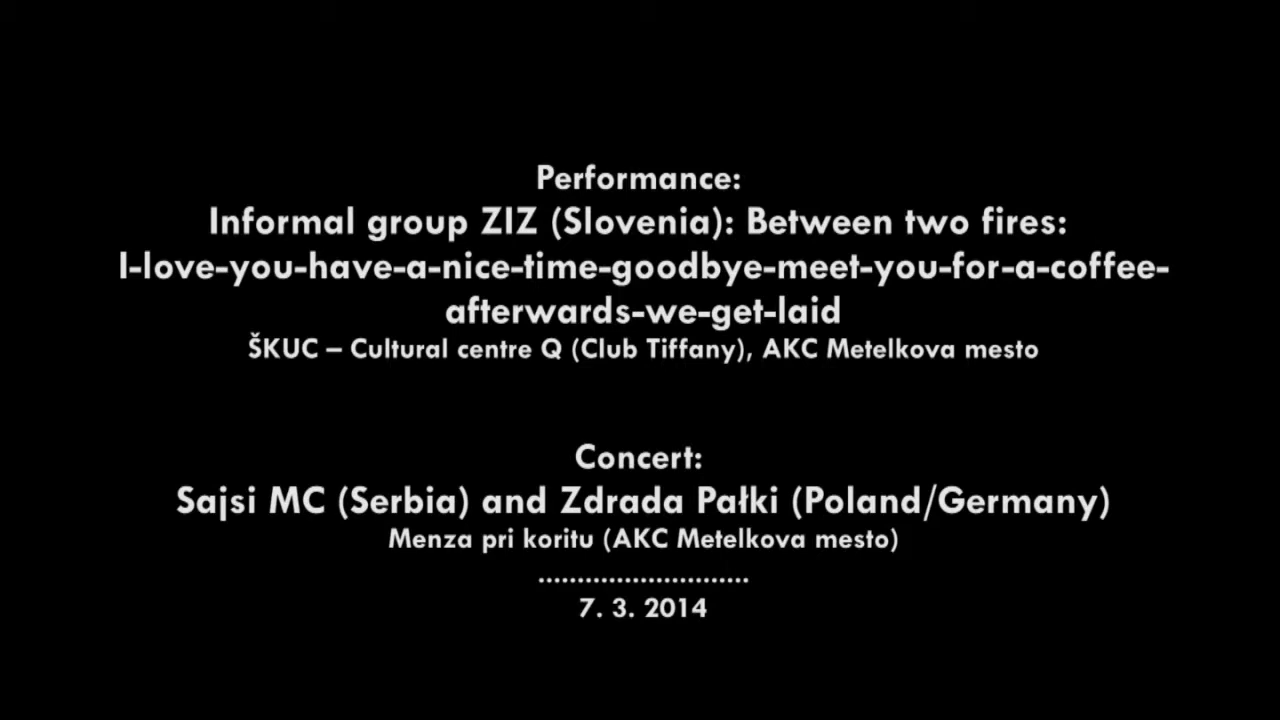 Performance:
Informal group ZIZ (Slovenia): Between two fires:
I-love-you-have-a-nice-time-goodbye-meet-you-for-a-coffee-
afterwards-we-get-laid
ŠKUC – Cultural centre Q (Club Tiffany), AKC Metelkova mesto
Concert:
Sajsi MC (Serbia) and Zdrada Pałki (Poland/Germany)
Menza pri koritu (AKC Metelkova mesto)
...........................
7. 3. 2014